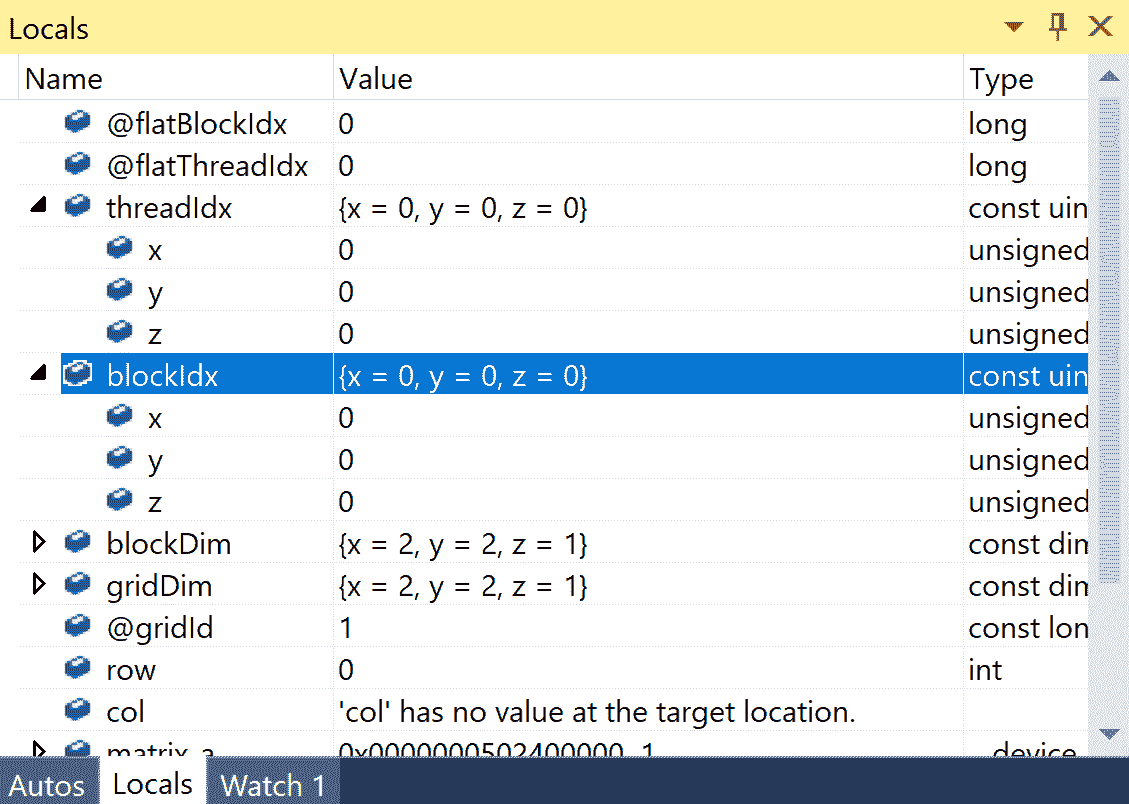 Locals
Name Value Type
@flatBlockIdx 0 long
@flatThreadIdx 0 long
threadIdx {x = 0, y = 0, z = 0} const uin
x 0 unsigned
y 0 unsigned
z 0 unsigned
blockIdx {x = 0, y = 0, z = 0} const uin
x 0 unsigned
y 0 unsigned
z 0 unsigned
blockDim {x = 2, y = 2, z = 1} const dim
gridDim {x = 2, y = 2, z = 1} const dim
@gridId 1 const lon
row 0 int
col 'col' has no value at the target location.
matrix_a 0x0000000502400000 1 device
Autos Locals Watch 1